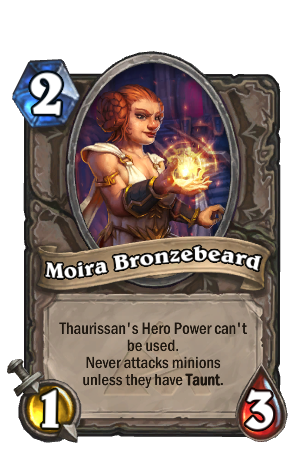 2
Moira Bronzebeard
Thaurissan's Hero Power can't
be used.
Never attacks minions
unless they have Taunt.
1
3